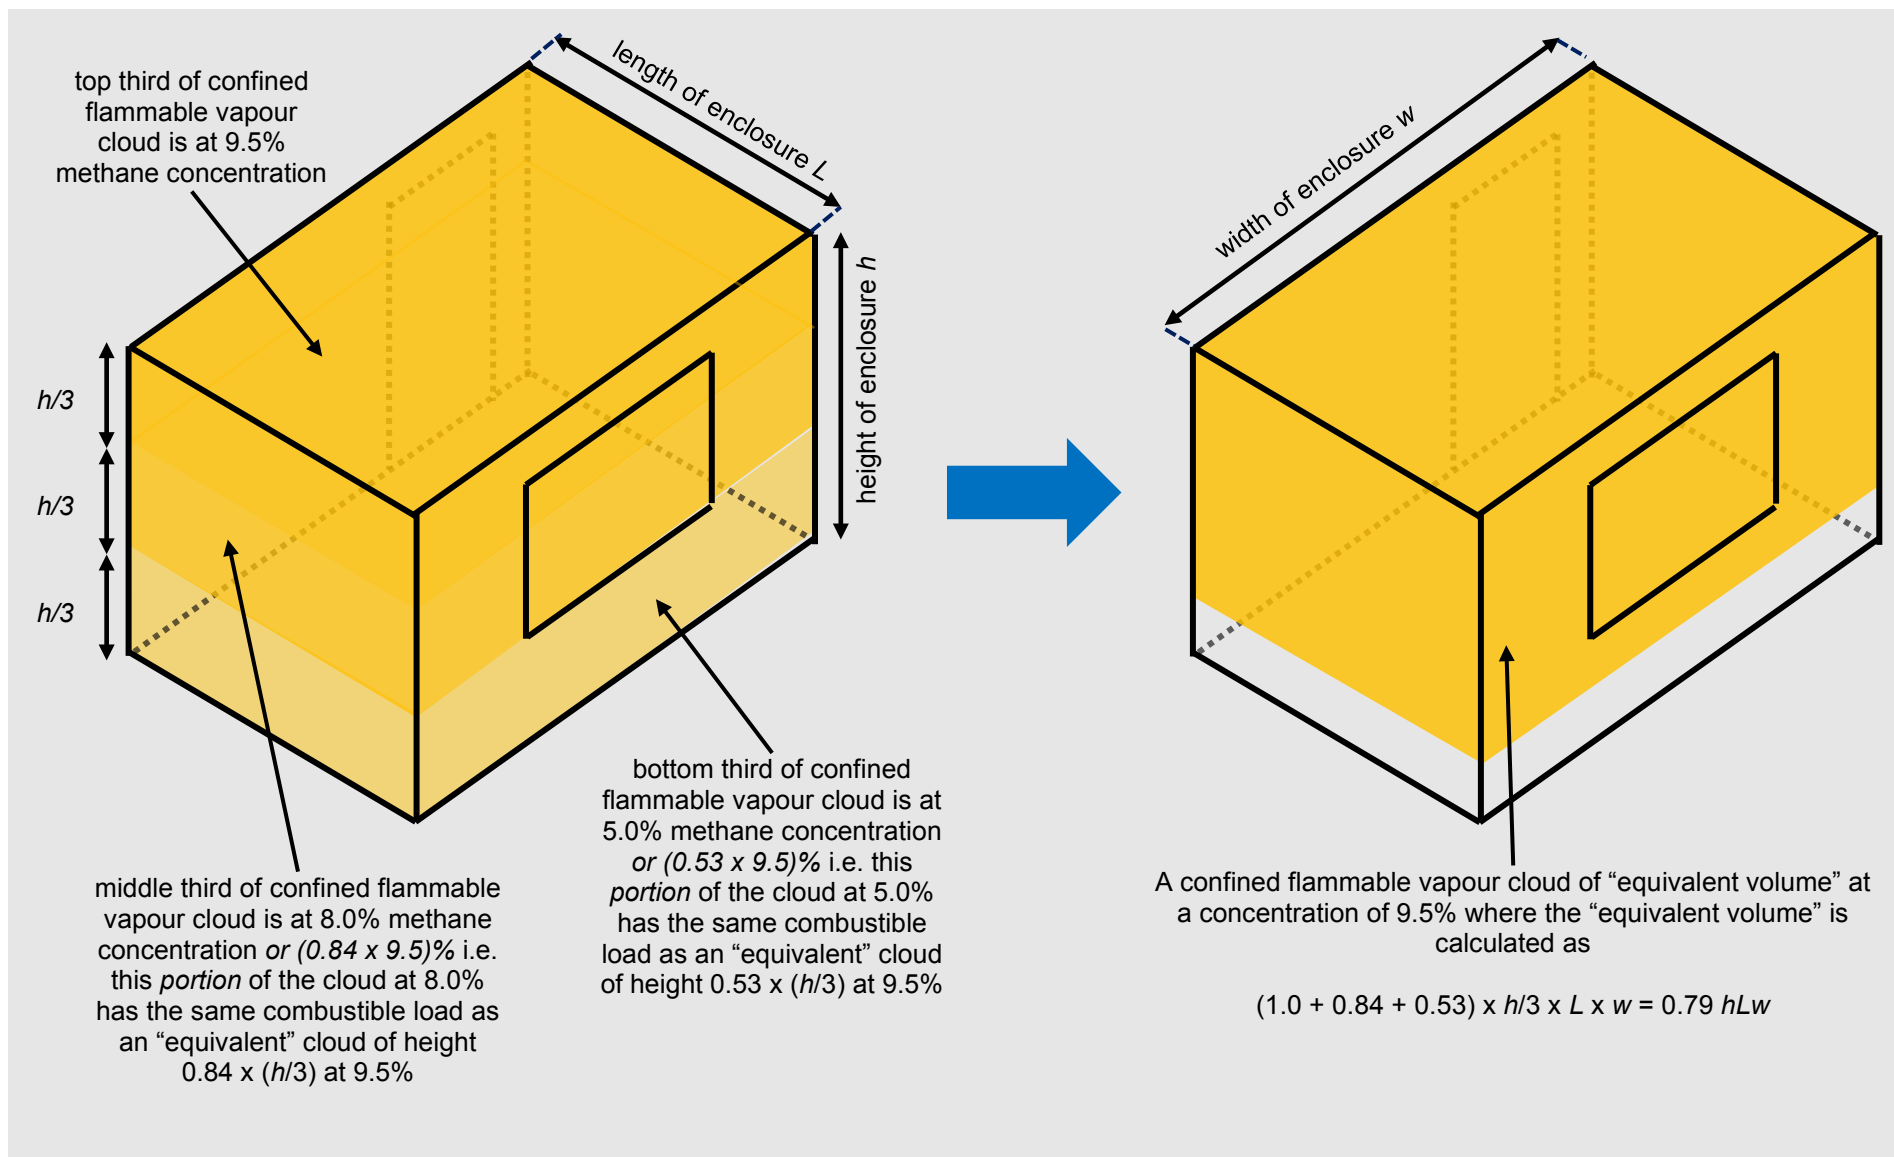 top third of confined
flammable vapour
cloud is at 9.5%
methane concentration
length of enclosure L
height of enclosure h
h/3
h/3
h/3
middle third of confined flammable
vapour cloud is at 8.0% methane
concentration or (0.84 x 9.5)% i.e.
this portion of the cloud at 8.0%
has the same combustible load as
an “equivalent” cloud of height
0.84 x (h/3) at 9.5%
bottom third of confined
flammable vapour cloud is at
5.0% methane concentration
or (0.53 x 9.5)% i.e. this
portion of the cloud at 5.0%
has the same combustible
load as an “equivalent” cloud
of height 0.53 x (h/3) at 9.5%
width of enclosure w
A confined flammable vapour cloud of “equivalent volume” at
a concentration of 9.5% where the “equivalent volume” is
calculated as
(1.0 + 0.84 + 0.53) x h/3 x L x w = 0.79 hLw